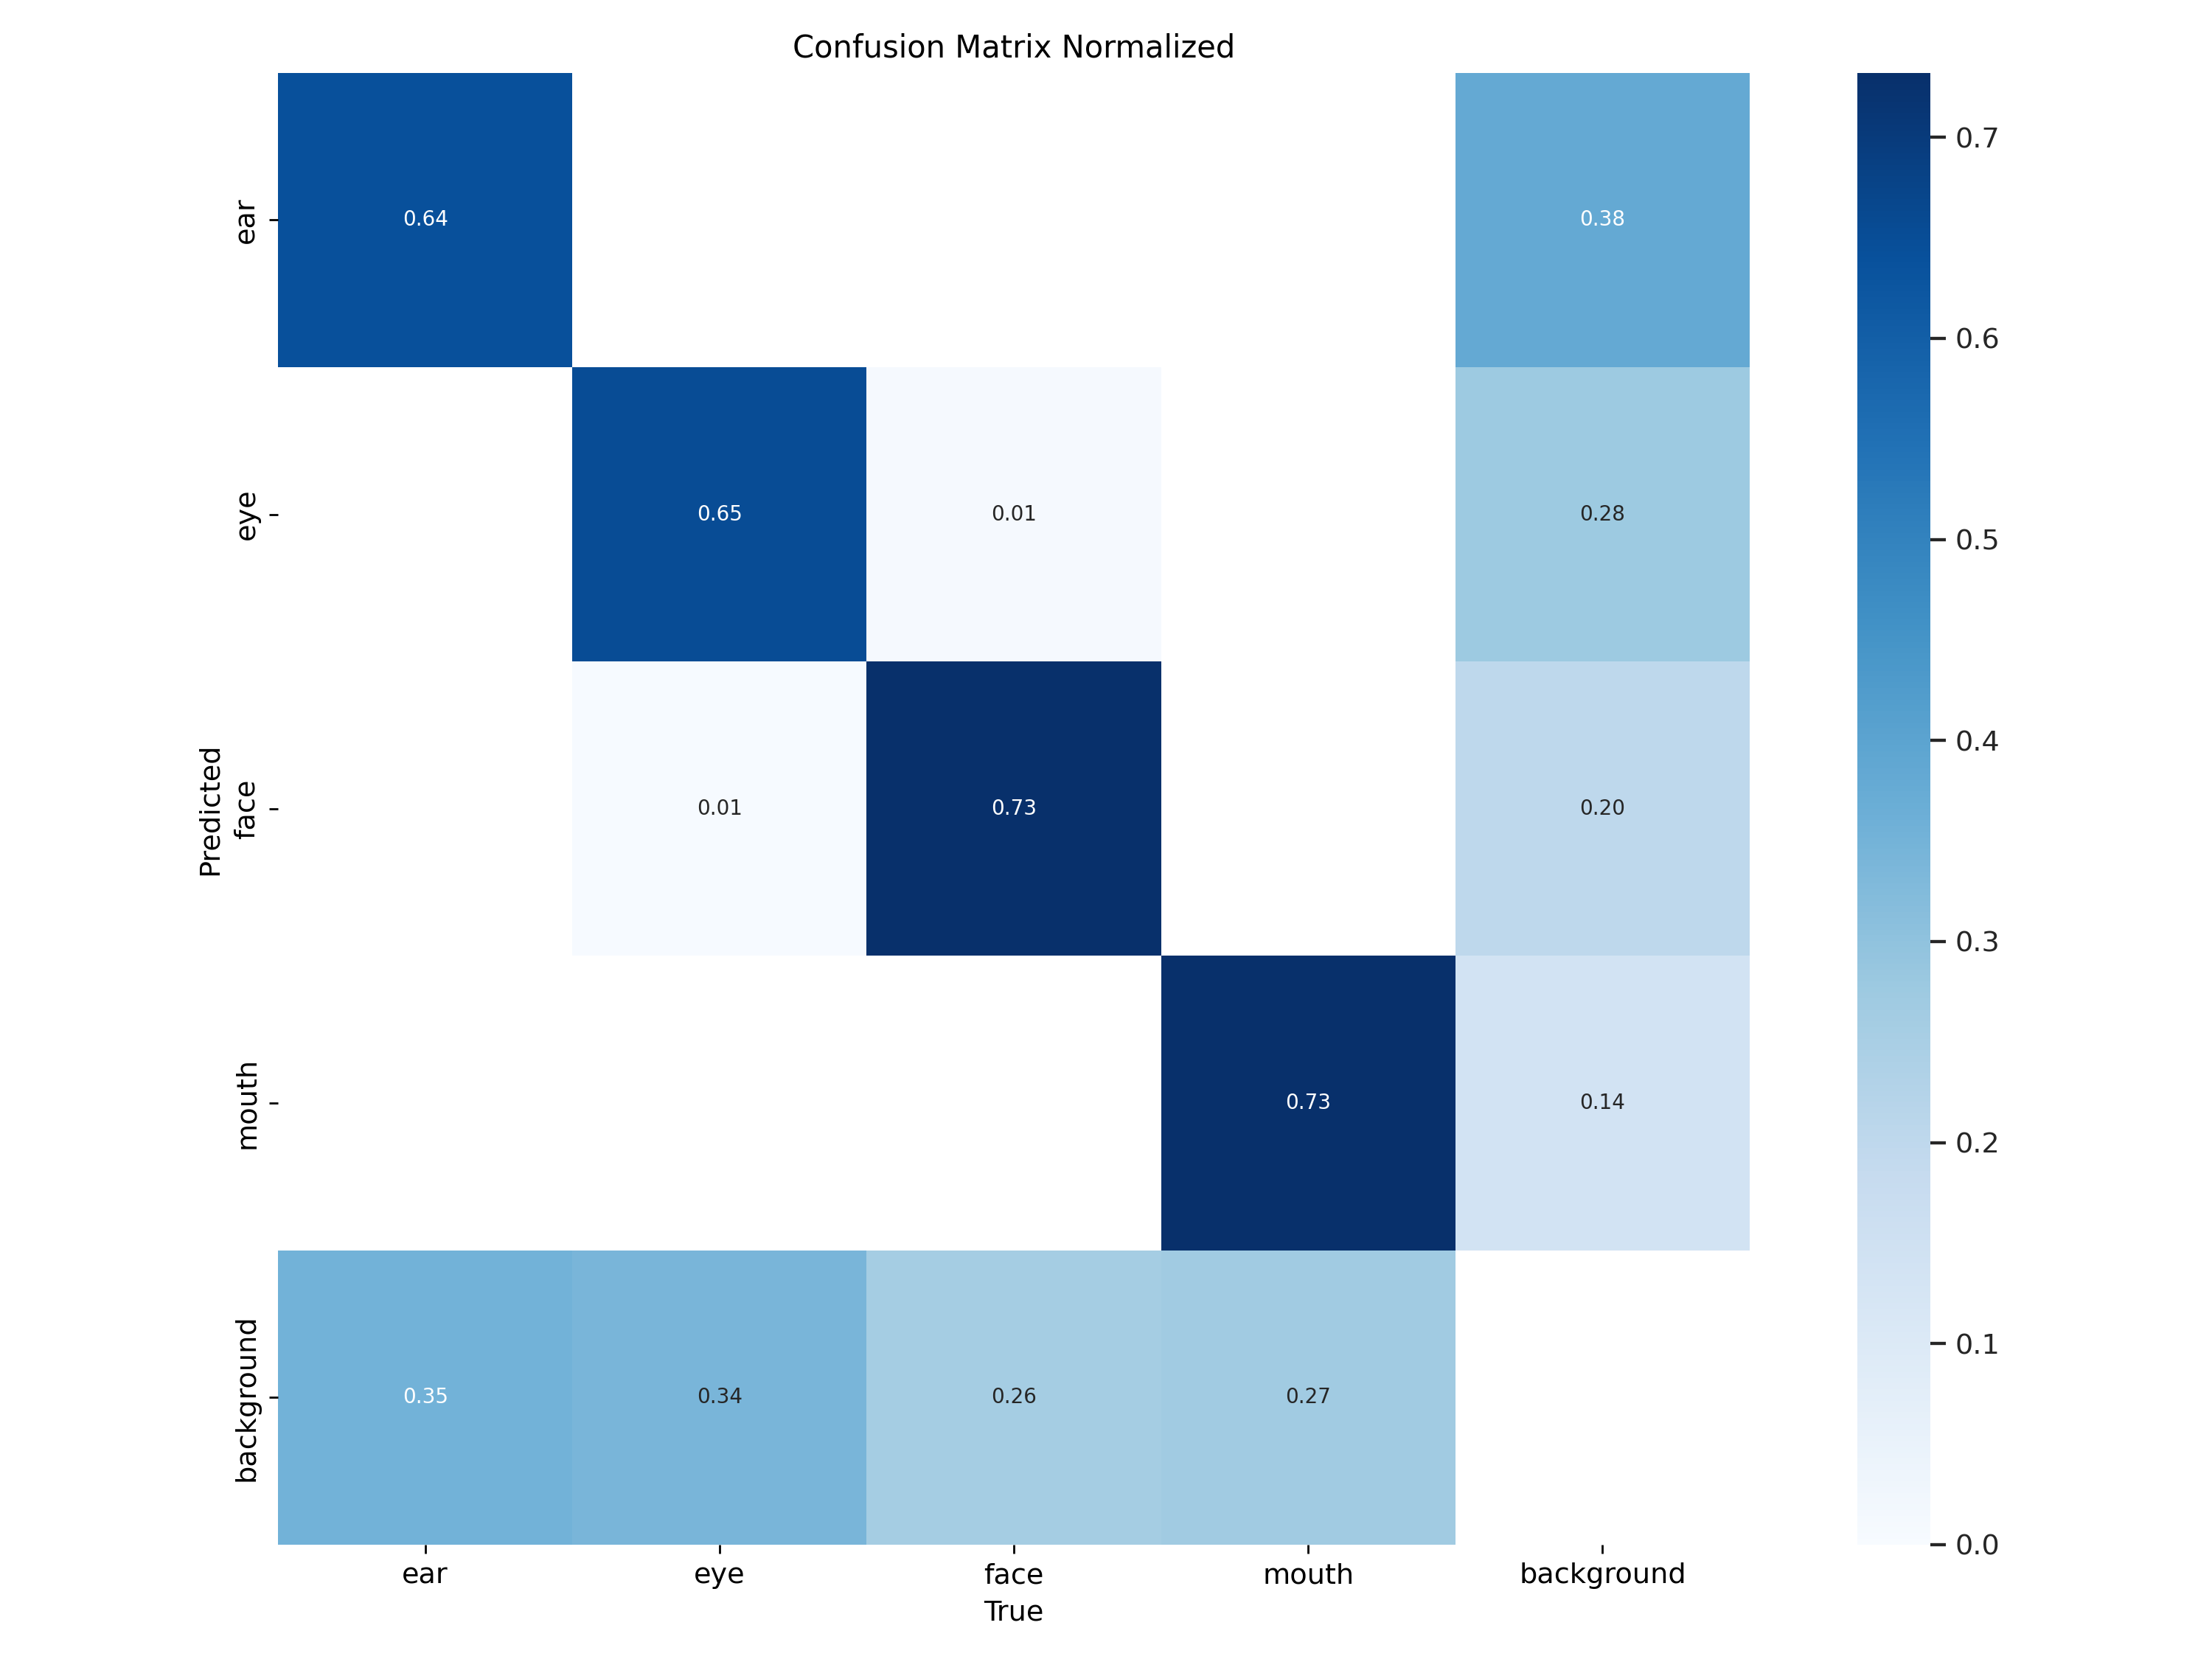 Confusion Matrix Normalized
ear
0.64
0.38
0.7
0.6
eye
0.65
0.01
0.28
0.5
0.4
Predicted
face
0.01
0.73
0.20
0.3
mouth
0.73
0.14
0.2
0.1
background
0.35
0.34
0.26
0.27
0.0
ear
eye
face
mouth
background
True